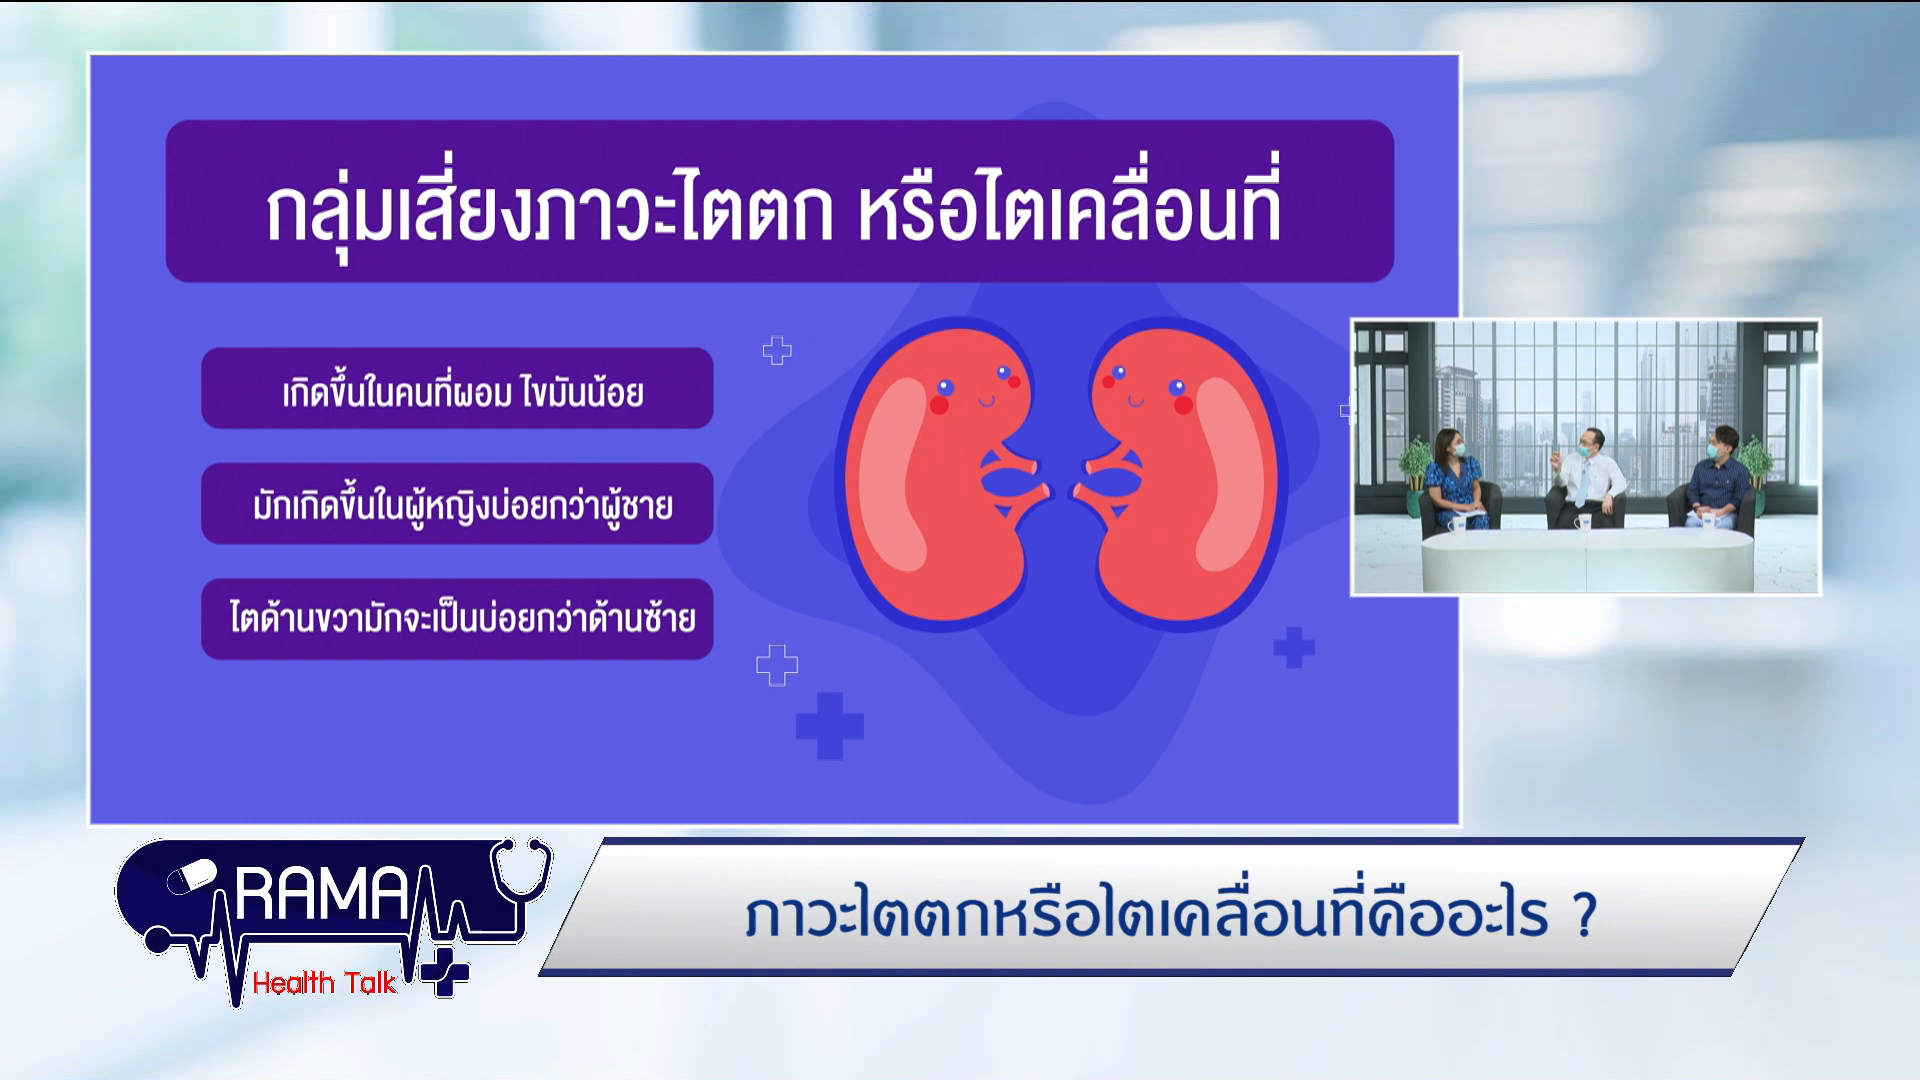 กลุ่มเสี่ยงภาวะไตตก หรือไตเคลื่อนที่
เกิดขึ้นในคนที่ผอม ไขมันน้อย
มักเกิดขึ้นในผู้หญิงบ่อยกว่าผู้ชาย
ไตด้านขวามักจะเป็นบ่อยกว่าด้านซ้าย
RAMA
Health Talk
ภาวะไตตกหรือไตเคลื่อนที่คืออะไร ?